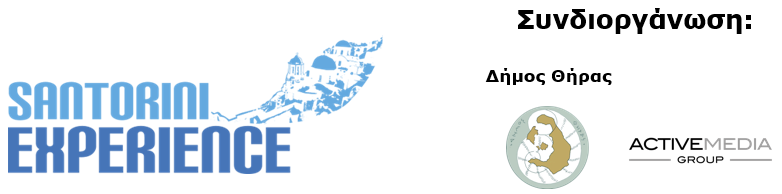 SANTORINI
EXPERIENCE
Συνδιοργάνωση:
Δήμος Θήρας
ACTIVEMEDIA
GROUP